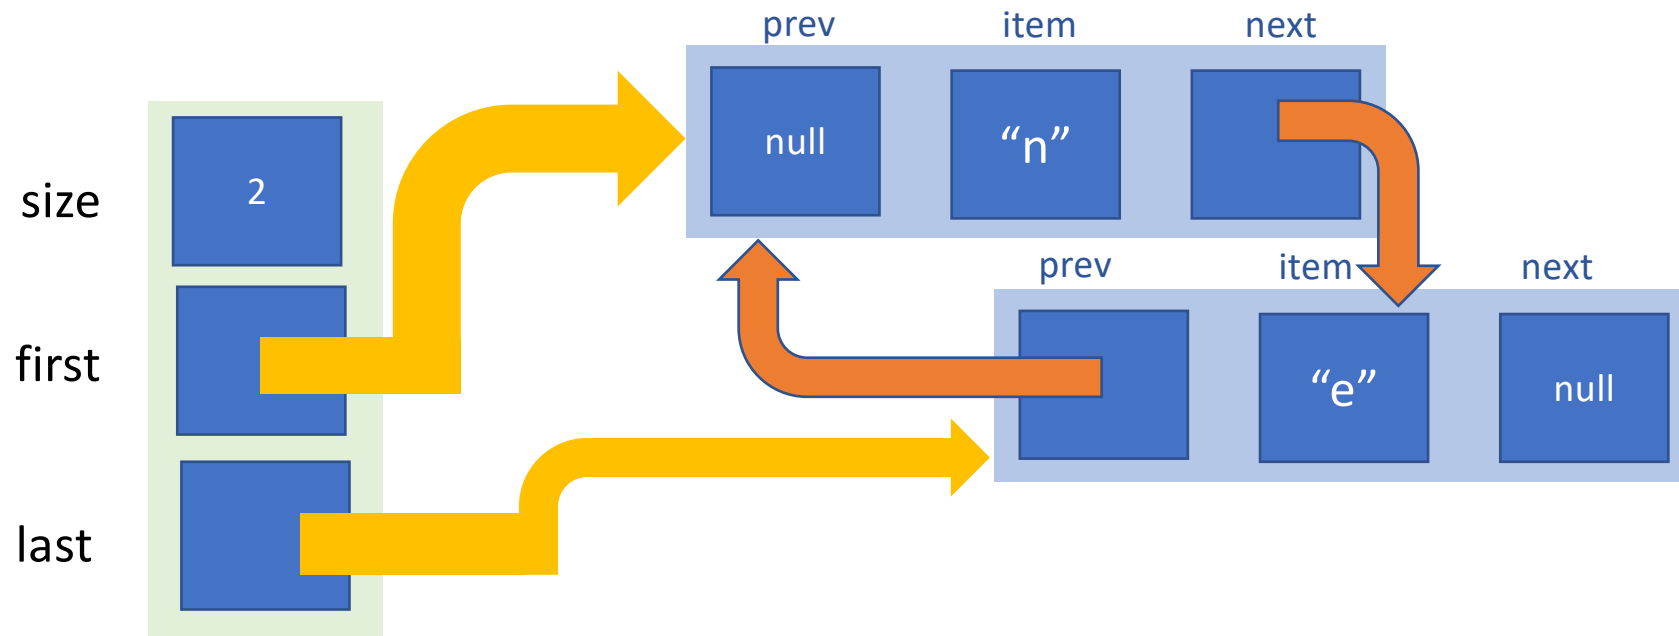 size
2
first
last
prev
item
next
null
“n”
prev
item
next
“e”
null